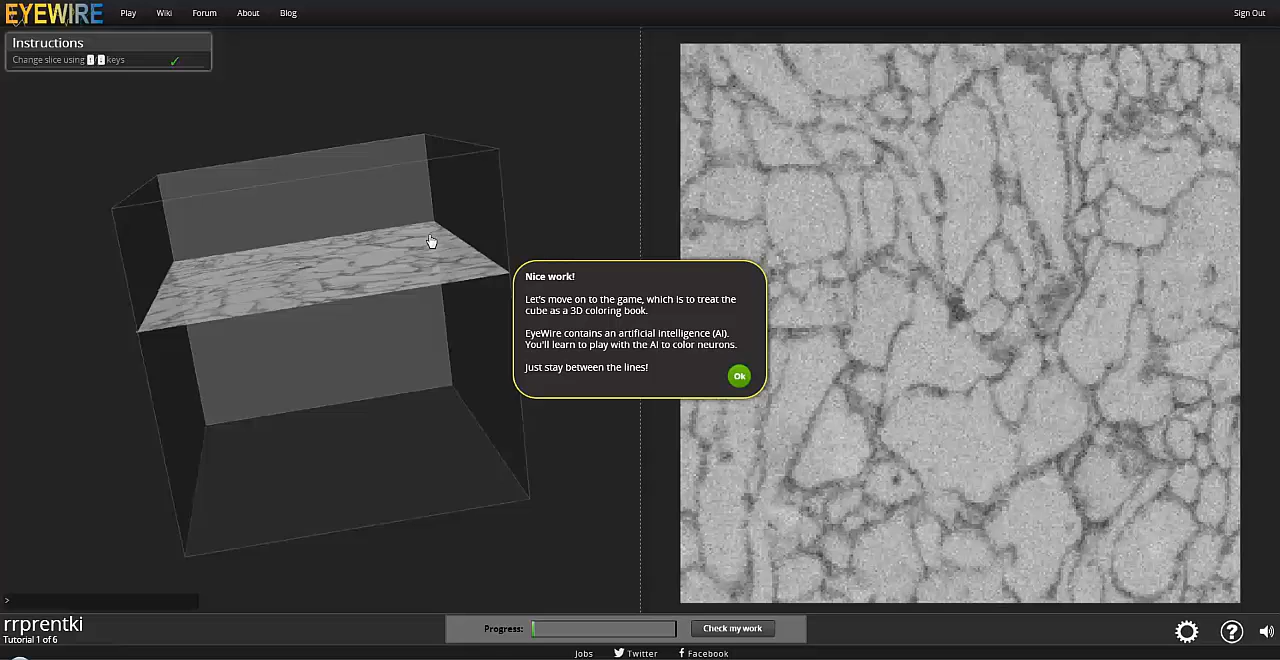 EYEWIRE
Play Wiki Forum About Blog Sign Out
Instructions
Change slice using / keys ✓
Nice work!
Let's move on to the game, which is to treat the
cube as a 3D coloring book.
EyeWire contains an artificial intelligence (AI).
You'll learn to play with the AI to color neurons.
Just stay between the lines!
Ok
>
rrprentki
Tutorial 1 of 6
Progress: Check my work
?
Jobs Twitter Facebook